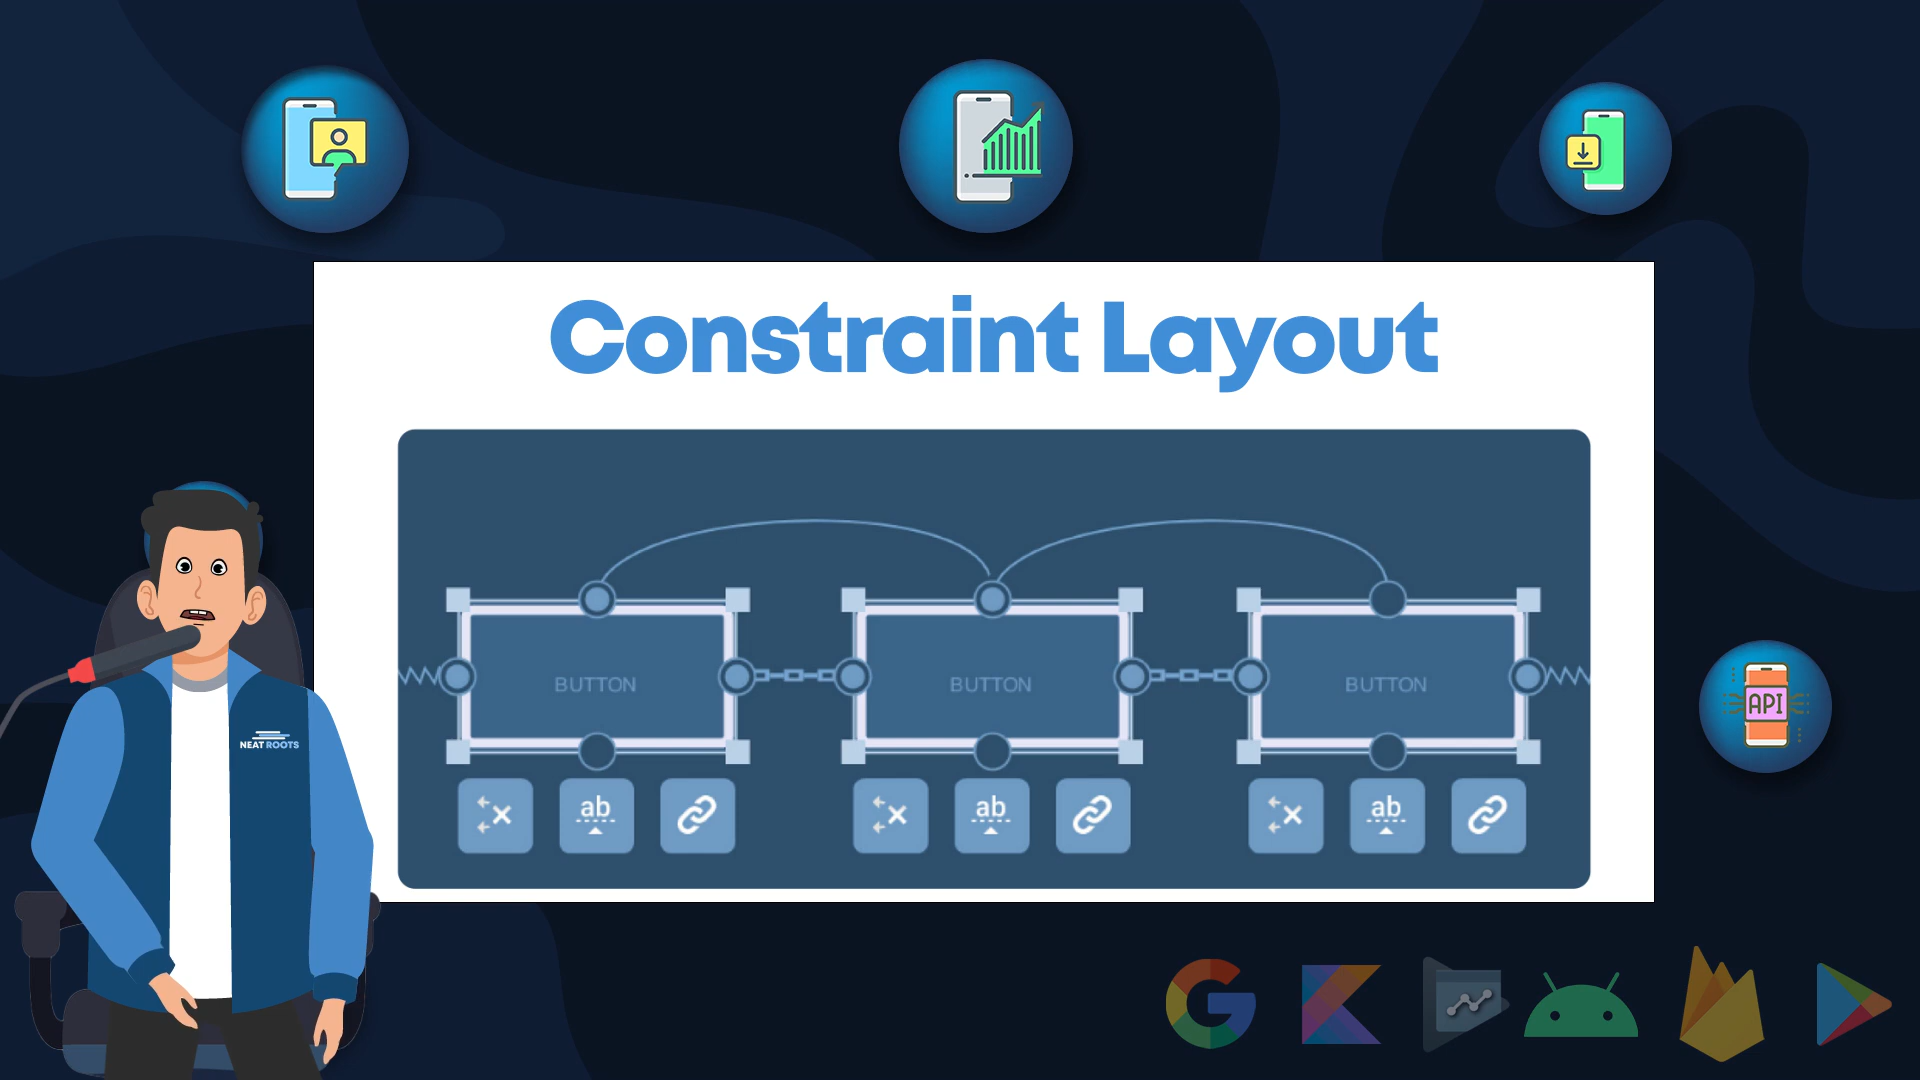 Constraint Layout
BUTTON BUTTON BUTTON
ab ab ab
API
NEAT ROOTS